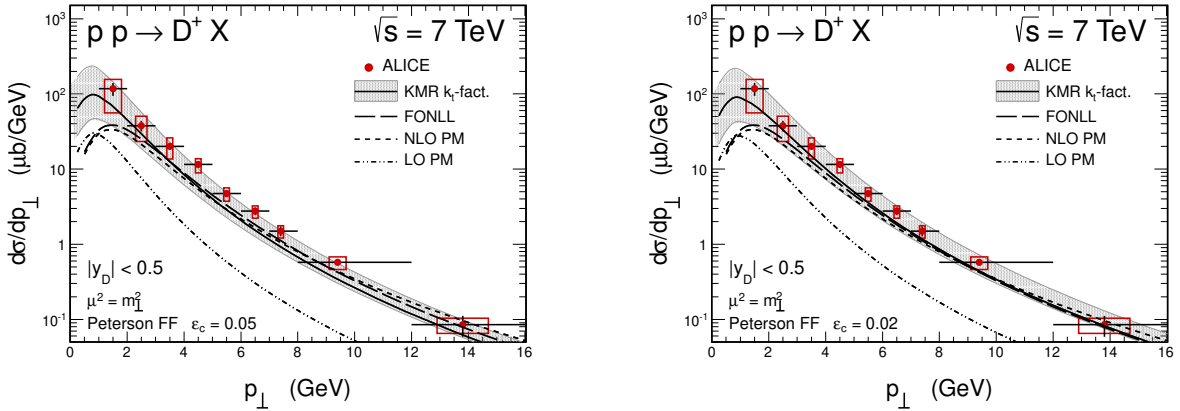 p p → D⁺ X √s = 7 TeV
ALICE
KMR kₜ-fact.
FONLL
NLO PM
LO PM
|y_D| < 0.5
μ² = m²_⊥
Peterson FF ε_c = 0.05
dσ/dp_⊥ (μb/GeV)
10³
10²
10
1
10⁻¹
0 2 4 6 8 10 12 14 16
p_⊥ (GeV)
p p → D⁺ X √s = 7 TeV
ALICE
KMR kₜ-fact.
FONLL
NLO PM
LO PM
|y_D| < 0.5
μ² = m²_⊥
Peterson FF ε_c = 0.02
dσ/dp_⊥ (μb/GeV)
10³
10²
10
1
10⁻¹
0 2 4 6 8 10 12 14 16
p_⊥ (GeV)